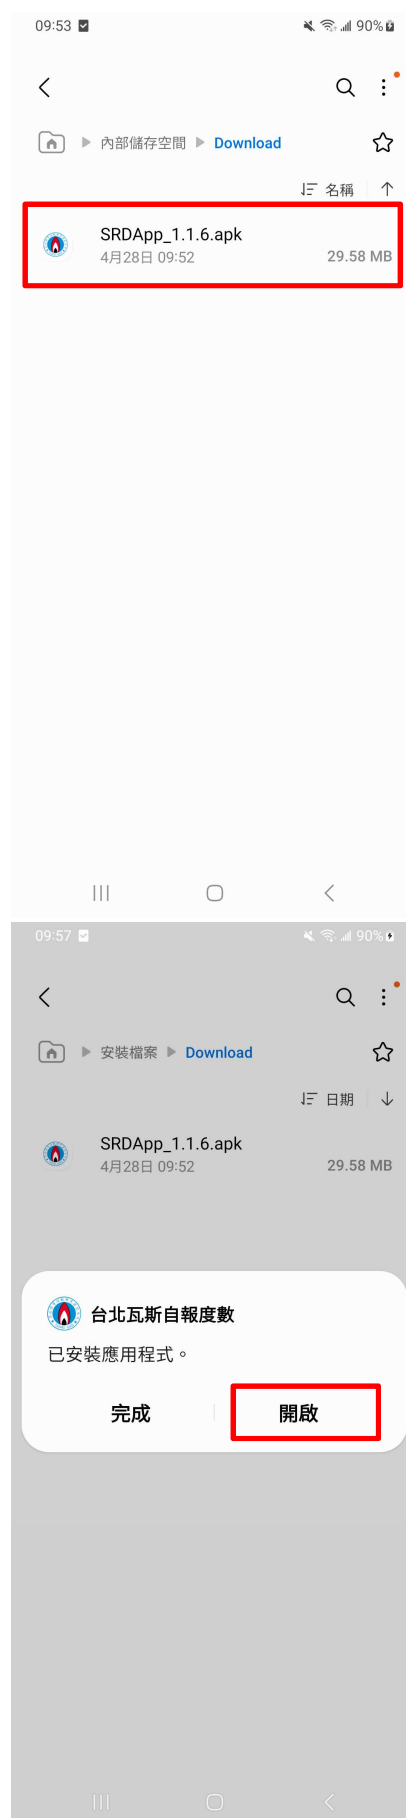 09:53 90%
內部儲存空間 Download
名稱
SRDApp_1.1.6.apk
4月28日 09:52 29.58 MB
09:57 90%
安裝檔案 Download
日期
SRDApp_1.1.6.apk
4月28日 09:52 29.58 MB
台北瓦斯自報度數
已安裝應用程式。
完成 開啟